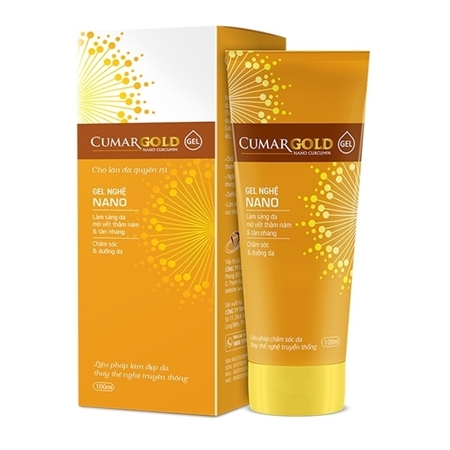 CUMARGOLD
NANO CURCUMIN
GEL
Cho làn da quyến rũ
GEL NGHỆ
NANO
Làm sáng da
mờ vết thâm nám
& tàn nhang
Chăm sóc
& dưỡng da
Liệu pháp làm đẹp da
thay thế nghệ truyền thống
100ml
CUMARGOLD
NANO CURCUMIN
GEL
GEL NGHỆ
NANO
Làm sáng da
mờ vết thâm nám
& tàn nhang
Chăm sóc
& dưỡng da
Liệu pháp chăm sóc da
thay thế nghệ truyền thống
100ml